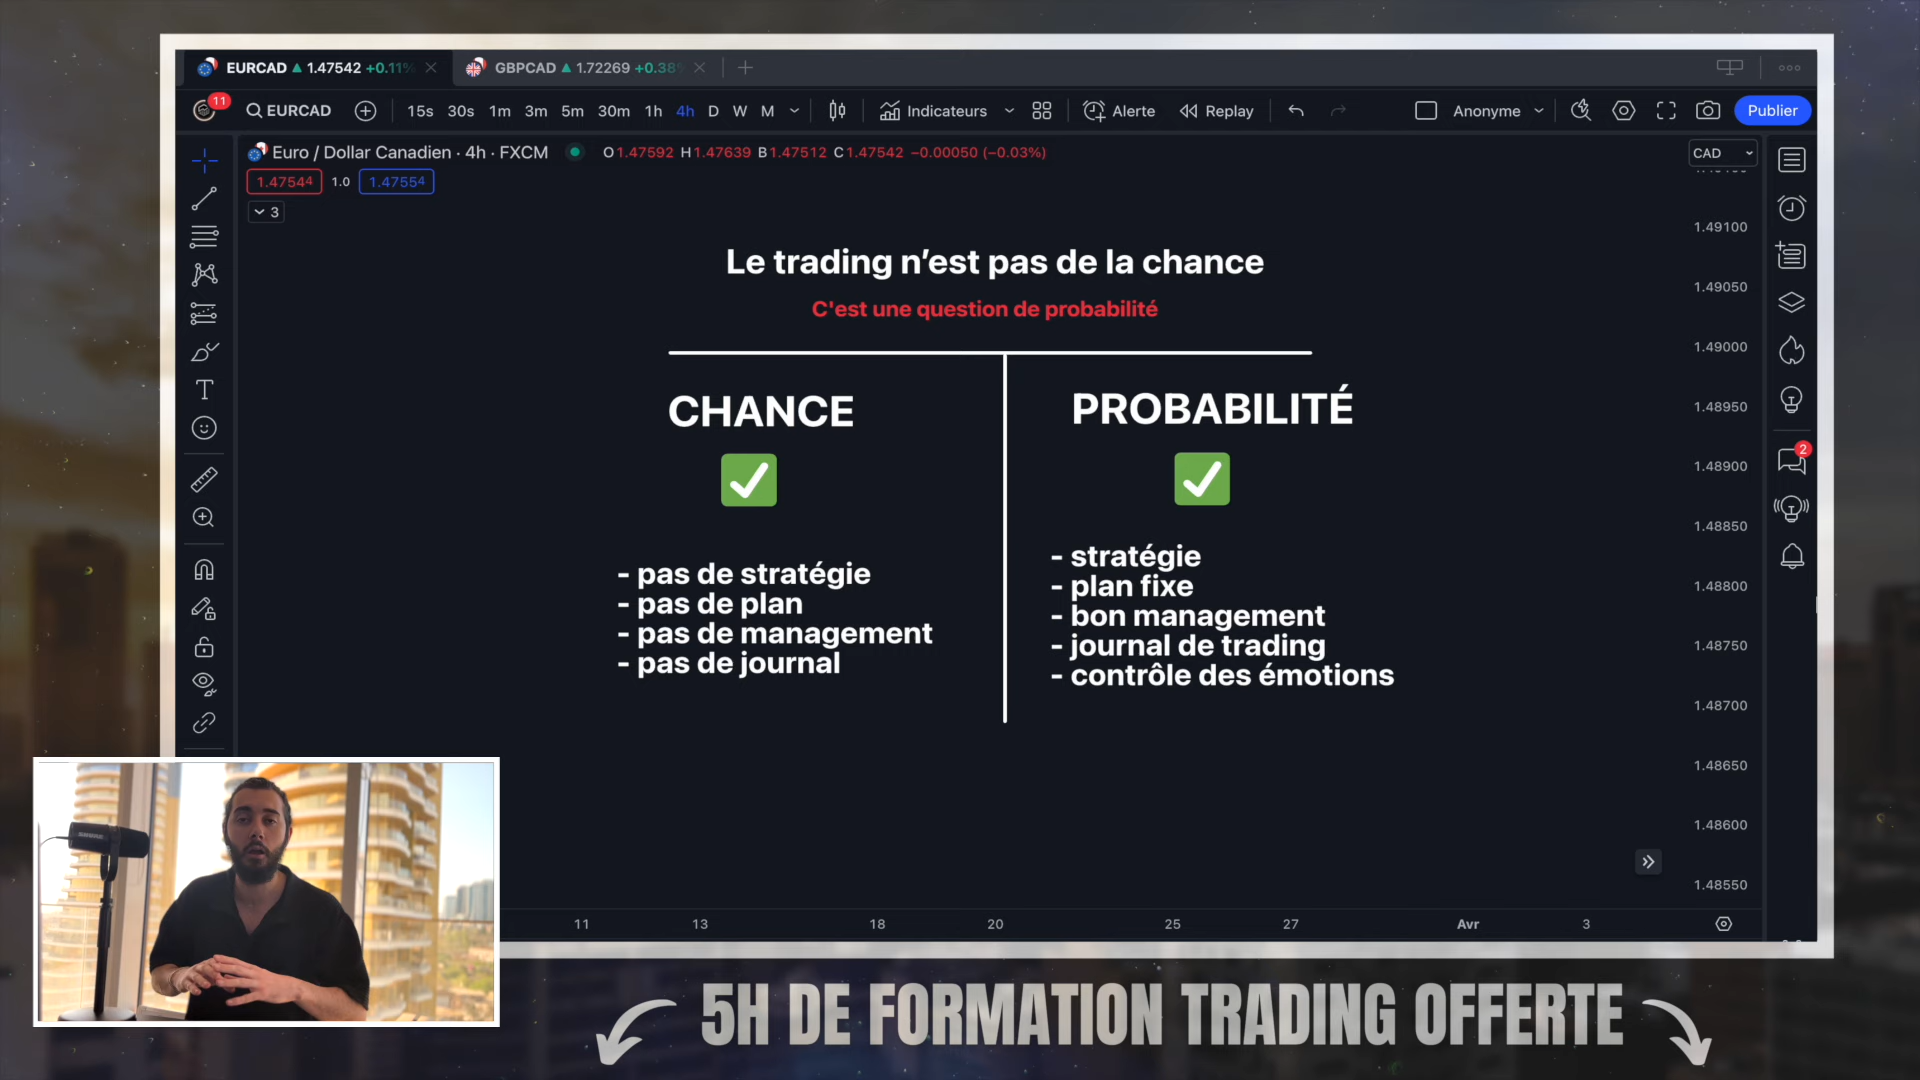 EURCAD 1.47542 +0.11%
GBPCAD 1.72269 +0.38
11
EURCAD 15s 30s 1m 3m 5m 30m 1h 4h D W M Indicateurs Alerte Replay Anonyme Publier
Euro / Dollar Canadien · 4h · FXCM O1.47592 H1.47639 B1.47512 C1.47542 −0.00050 (−0.03%)
CAD
1.47544 1.0 1.47554
3
Le trading n’est pas de la chance
C'est une question de probabilité
CHANCE
- pas de stratégie
- pas de plan
- pas de management
- pas de journal
PROBABILITÉ
- stratégie
- plan fixe
- bon management
- journal de trading
- contrôle des émotions
1.49100
1.49050
1.49000
1.48950
1.48900
1.48850
1.48800
1.48750
1.48700
1.48650
1.48600
1.48550
2
11 13 18 20 25 27 Avr 3
5H DE FORMATION TRADING OFFERTE